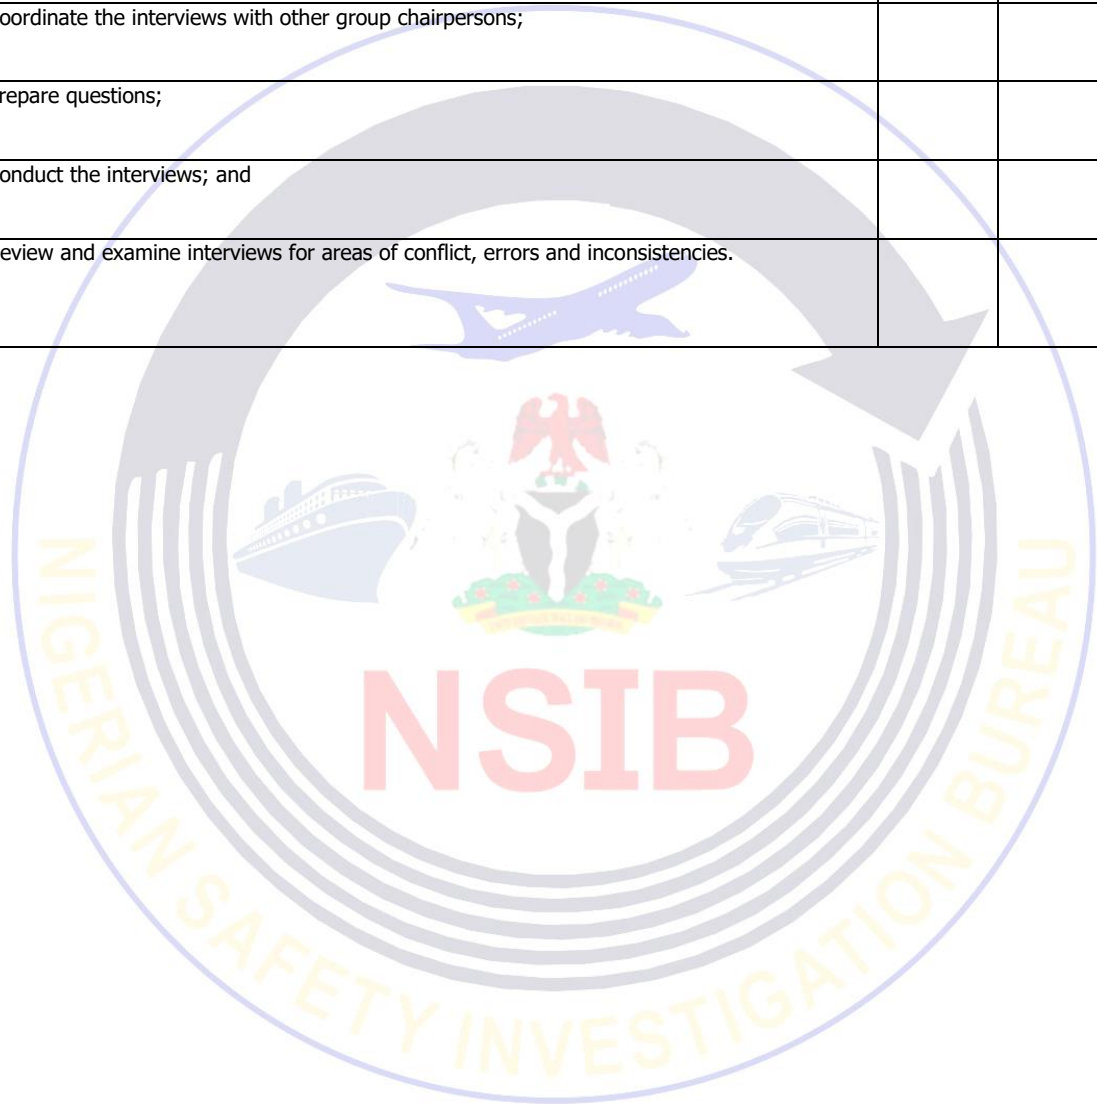 oordinate the interviews with other group chairpersons;
repare questions;
onduct the interviews; and
eview and examine interviews for areas of conflict, errors and inconsistencies.
NSIB
NIGERIAN SAFETY INVESTIGATION BUREAU